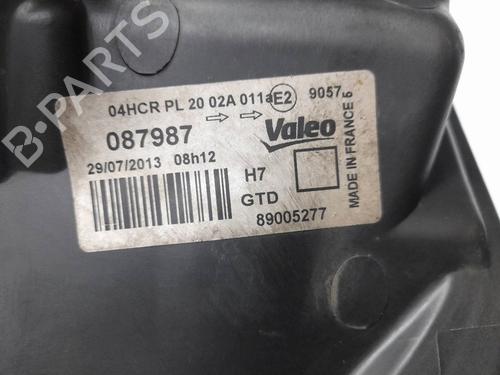 04HCR PL 20 02A 011a E2 9057
087987
Valeo
29/07/2013 08h12
H7
GTD
89005277
MADE IN FRANCE